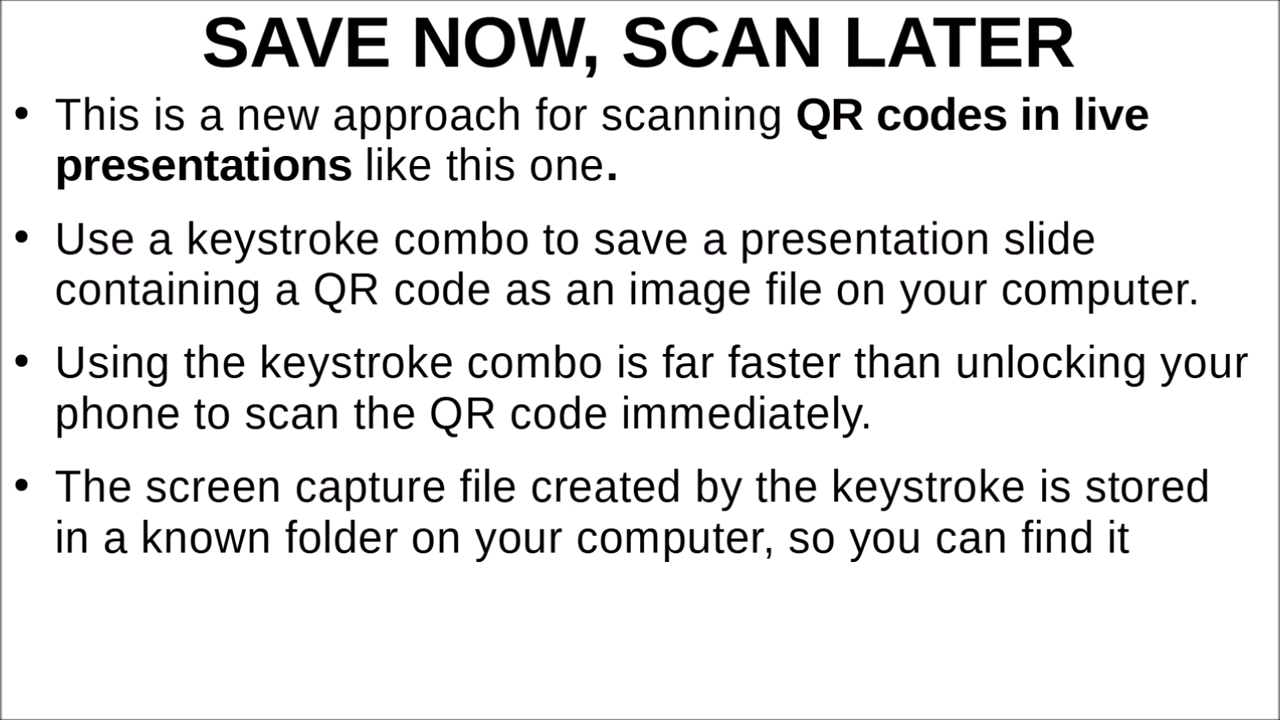 SAVE NOW, SCAN LATER
• This is a new approach for scanning QR codes in live
presentations like this one.
• Use a keystroke combo to save a presentation slide
containing a QR code as an image file on your computer.
• Using the keystroke combo is far faster than unlocking your
phone to scan the QR code immediately.
• The screen capture file created by the keystroke is stored
in a known folder on your computer, so you can find it